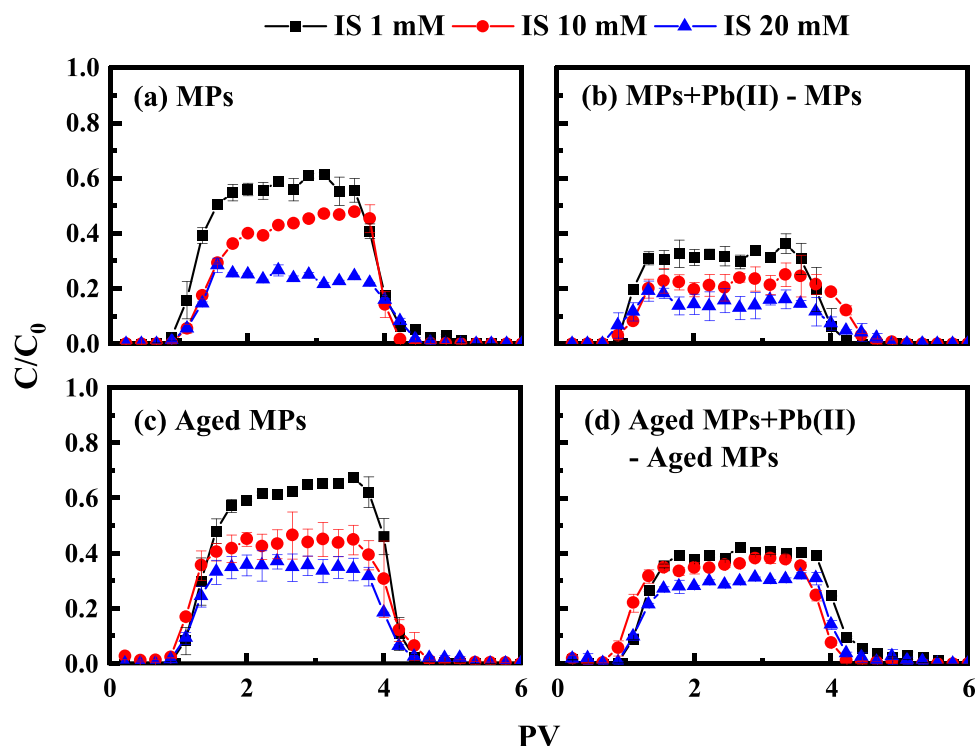 IS 1 mM IS 10 mM IS 20 mM
1.0
(a) MPs
(b) MPs+Pb(II) - MPs
0.8
0.6
0.4
0.2
0.0
C/C0
1.0
(c) Aged MPs
(d) Aged MPs+Pb(II)
- Aged MPs
0.8
0.6
0.4
0.2
0.0
0 2 4 6 0 2 4 6
PV